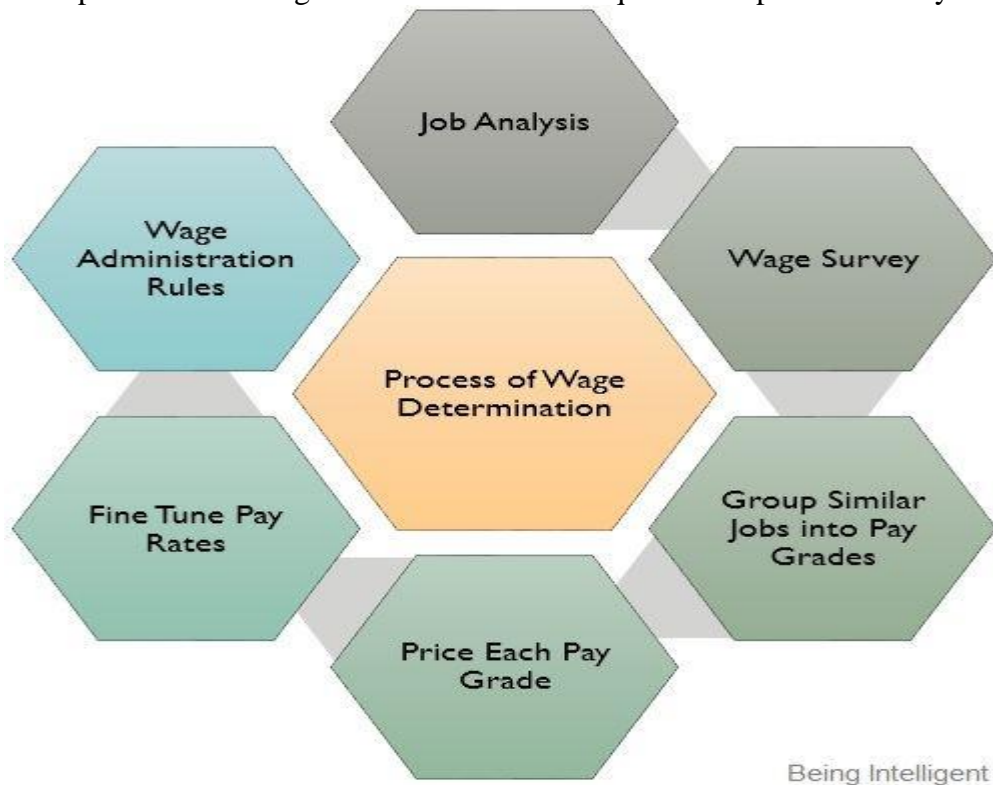 Job Analysis
Wage Survey
Group Similar
Jobs into Pay
Grades
Price Each Pay
Grade
Fine Tune Pay
Rates
Wage
Administration
Rules
Process of Wage
Determination
Being Intelligent